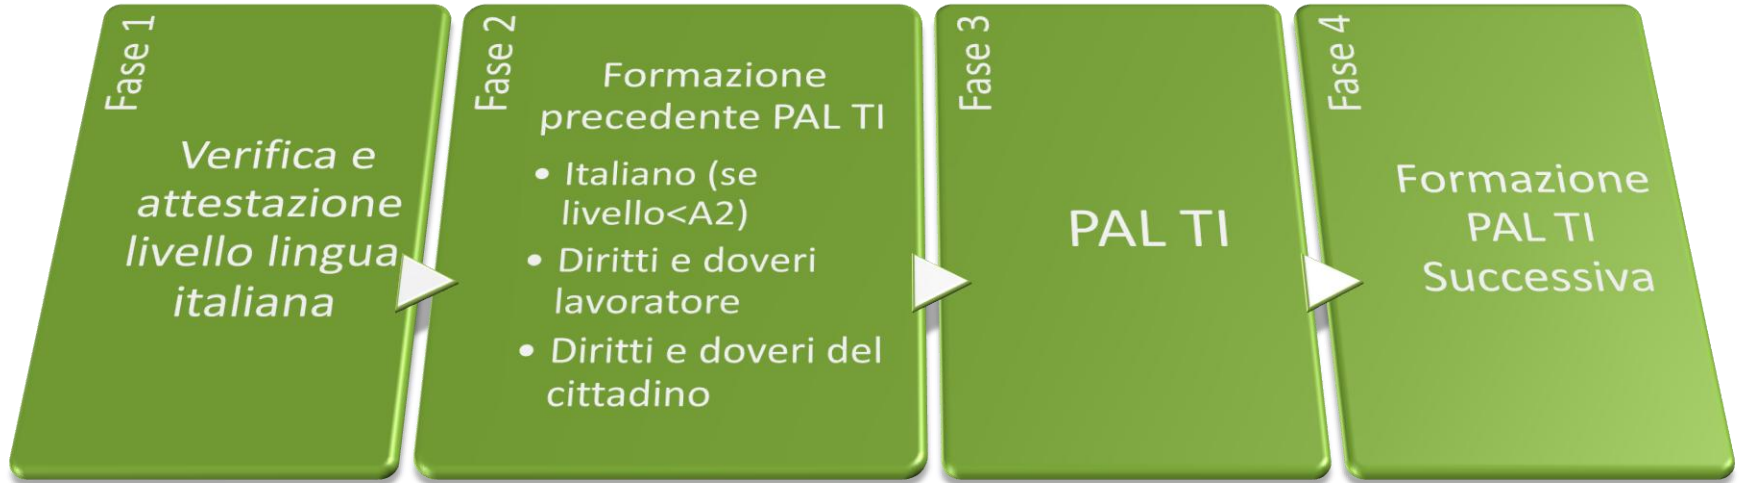 Fase 1
Verifica e
attestazione
livello lingua
italiana
Fase 2
Formazione
precedente PAL TI
• Italiano (se
livello<A2)
• Diritti e doveri
lavoratore
• Diritti e doveri del
cittadino
Fase 3
PAL TI
Fase 4
Formazione
PAL TI
Successiva